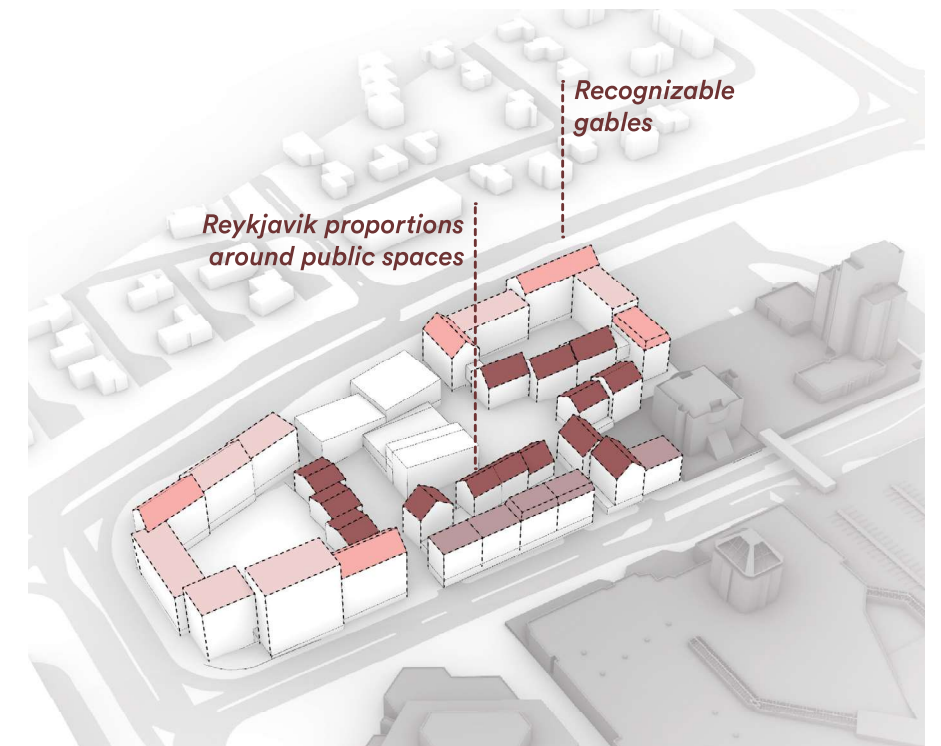 Recognizable
gables
Reykjavik proportions
around public spaces